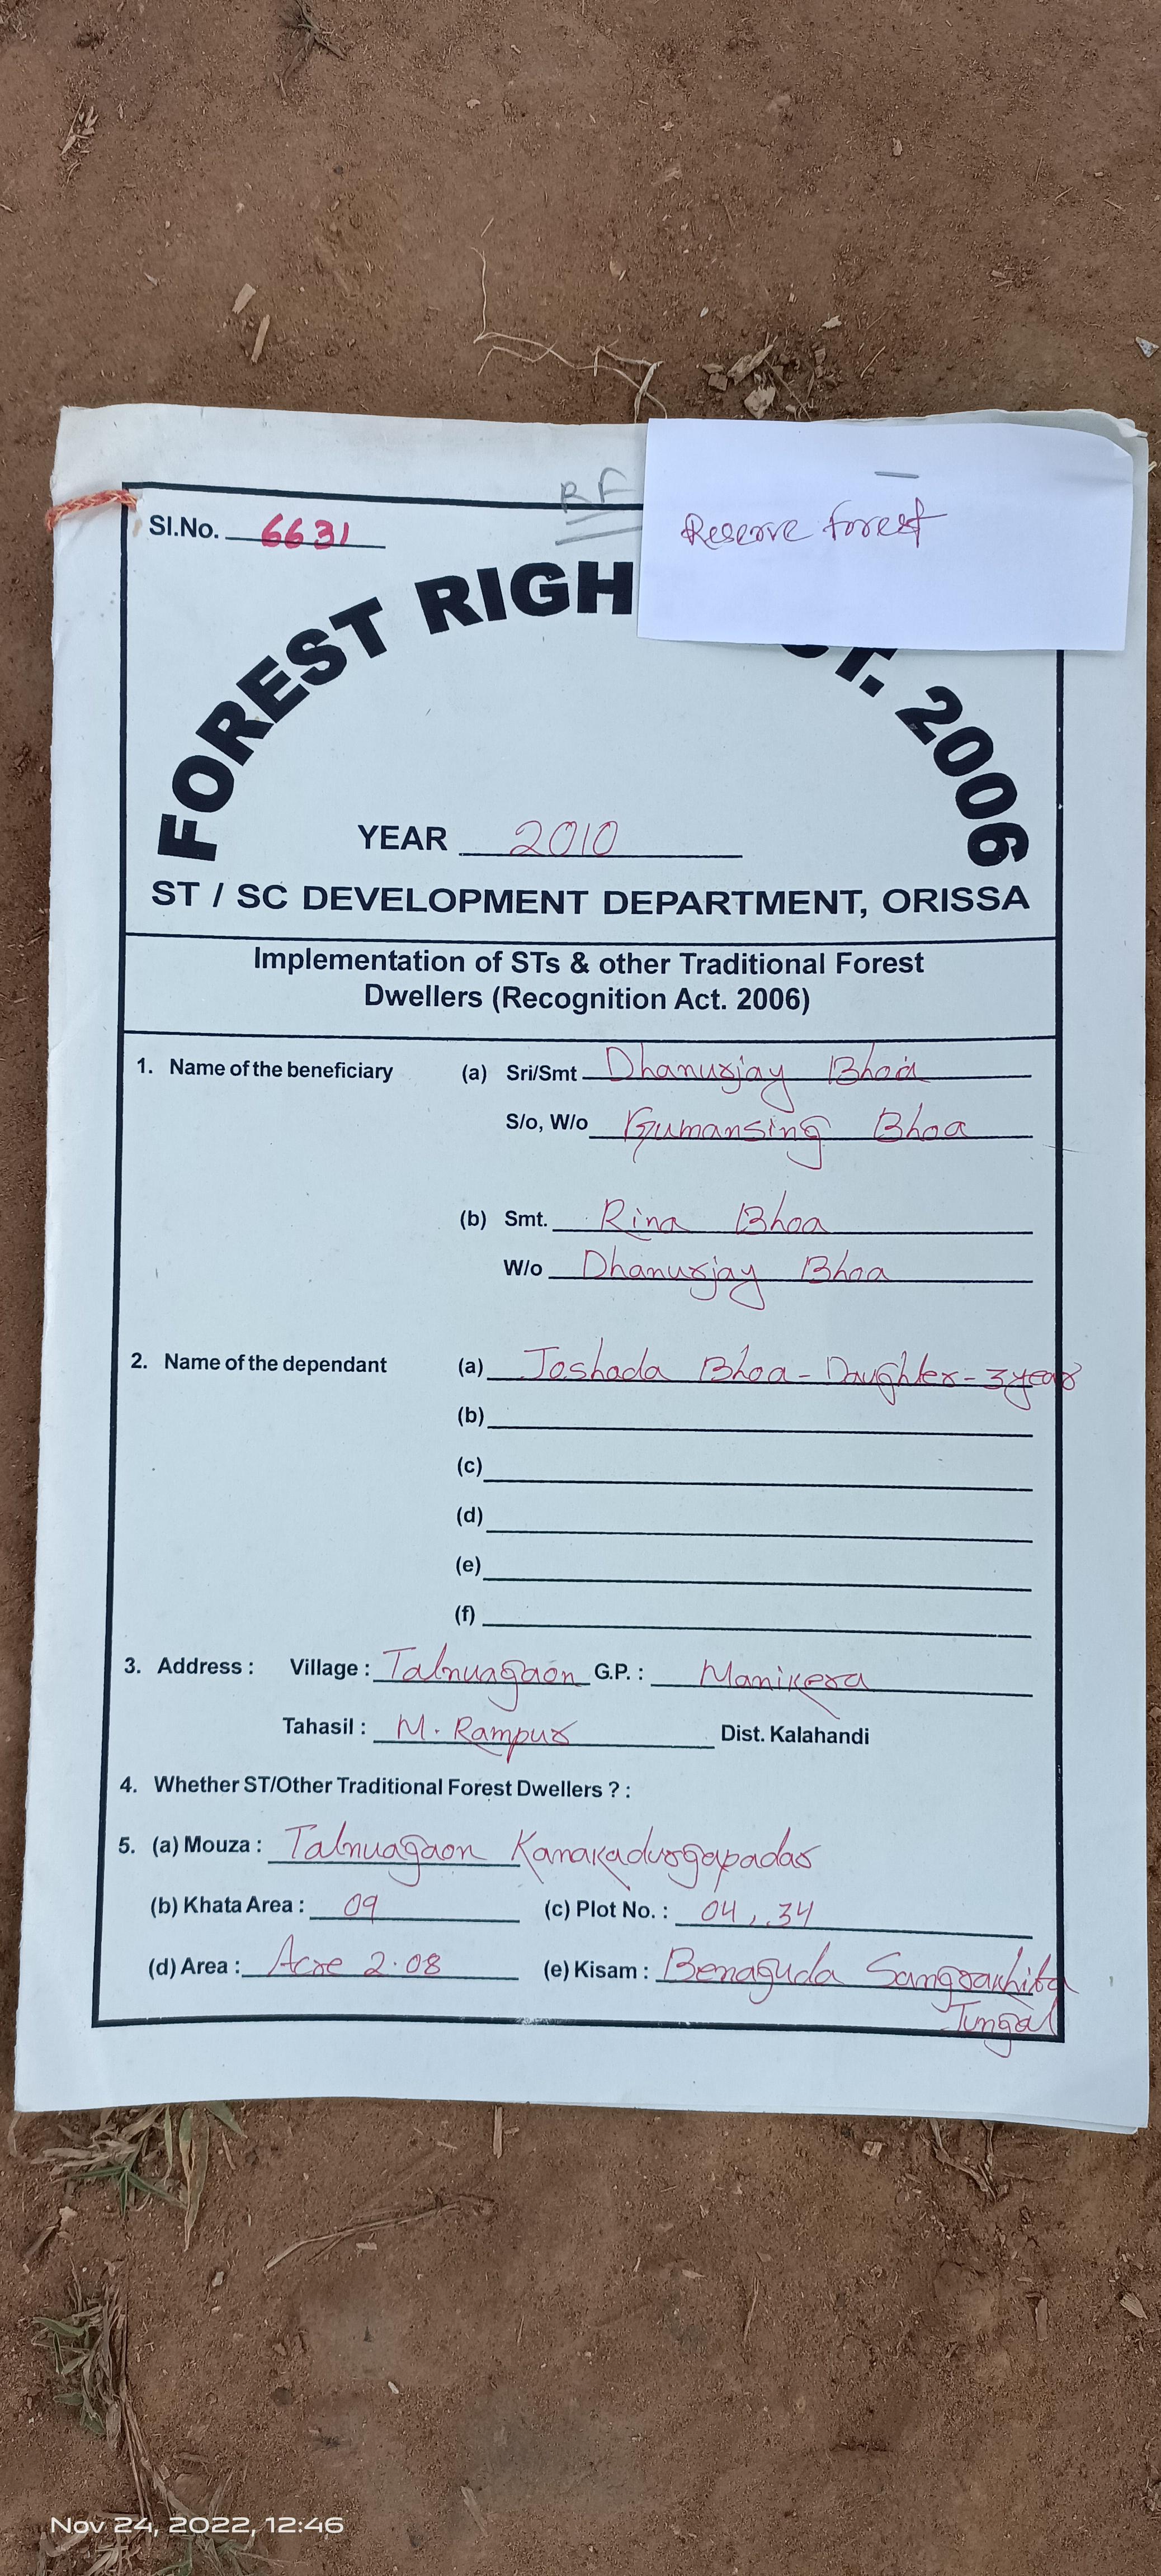 RF
Reserve forest
Sl.No. 6631
FOREST RIGH CT. 2006
YEAR 2010
ST / SC DEVELOPMENT DEPARTMENT, ORISSA
Implementation of STs & other Traditional Forest
Dwellers (Recognition Act. 2006)
1. Name of the beneficiary (a) Sri/Smt Dhanurjay Bhoa
S/o, W/o Gumansing Bhoa
(b) Smt. Rina Bhoa
W/o Dhanurjay Bhoa
2. Name of the dependant (a) Joshada Bhoa - Daughter - 3 year
(b)
(c)
(d)
(e)
(f)
3. Address : Village : Talnuagaon G.P. : Manikera
Tahasil : M. Rampur Dist. Kalahandi
4. Whether ST/Other Traditional Forest Dwellers ? :
5. (a) Mouza : Talnuagaon Kanakadurgapadar
(b) Khata Area : 09 (c) Plot No. : 04, 34
(d) Area : Acre 2.08 (e) Kisam : Benaguda Sangrakhita
Jungal
Nov 24, 2022, 12:46